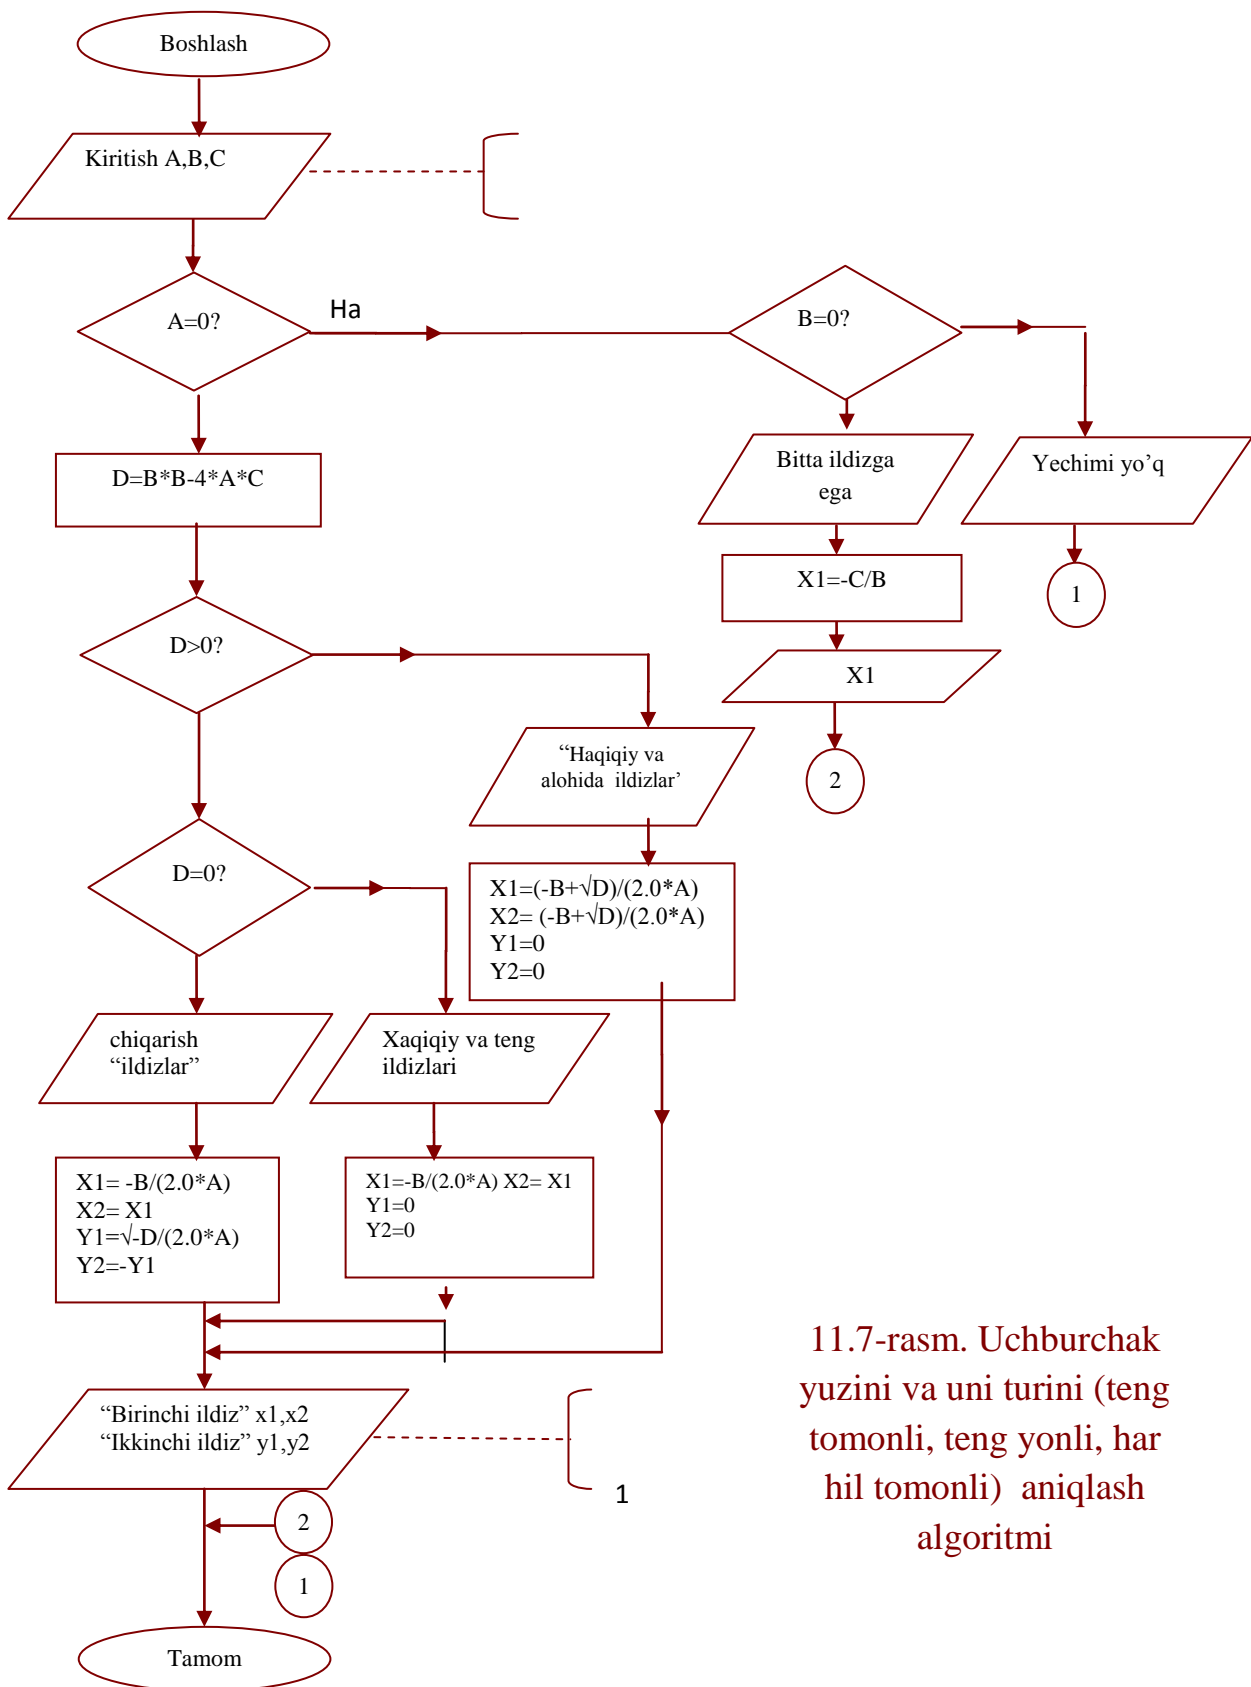 Boshlash
Kiritish A,B,C
A=0?
Ha
B=0?
D=B*B-4*A*C
Bitta ildizga
ega
Yechimi yo’q
X1=-C/B
1
D>0?
X1
“Haqiqiy va
alohida ildizlar’
2
D=0?
X1=(-B+√D)/(2.0*A)
X2= (-B+√D)/(2.0*A)
Y1=0
Y2=0
chiqarish
“ildizlar”
Xaqiqiy va teng
ildizlari
X1= -B/(2.0*A)
X2= X1
Y1=√-D/(2.0*A)
Y2=-Y1
X1=-B/(2.0*A) X2= X1
Y1=0
Y2=0
11.7-rasm. Uchburchak
yuzini va uni turini (teng
tomonli, teng yonli, har
hil tomonli) aniqlash
algoritmi
“Birinchi ildiz” x1,x2
“Ikkinchi ildiz” y1,y2
1
2
1
Tamom